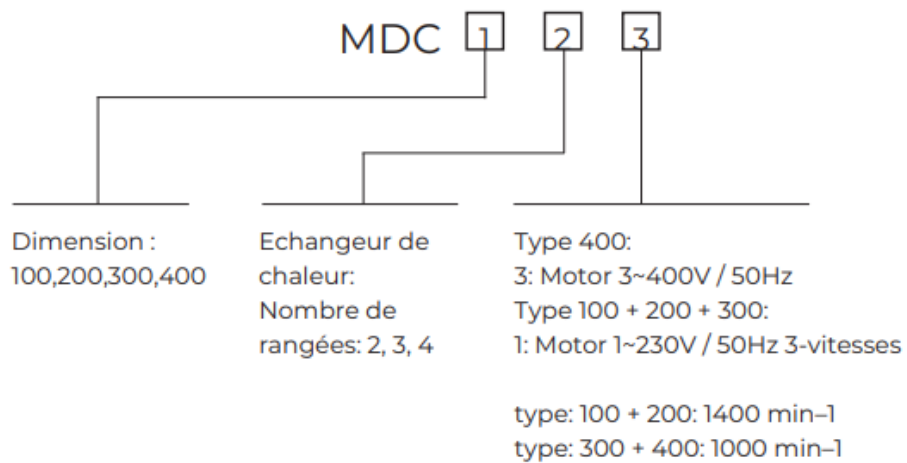 MDC 1 2 3
Dimension :
100,200,300,400
Echangeur de
chaleur:
Nombre de
rangées: 2, 3, 4
Type 400:
3: Motor 3~400V / 50Hz
Type 100 + 200 + 300:
1: Motor 1~230V / 50Hz 3-vitesses
type: 100 + 200: 1400 min–1
type: 300 + 400: 1000 min–1